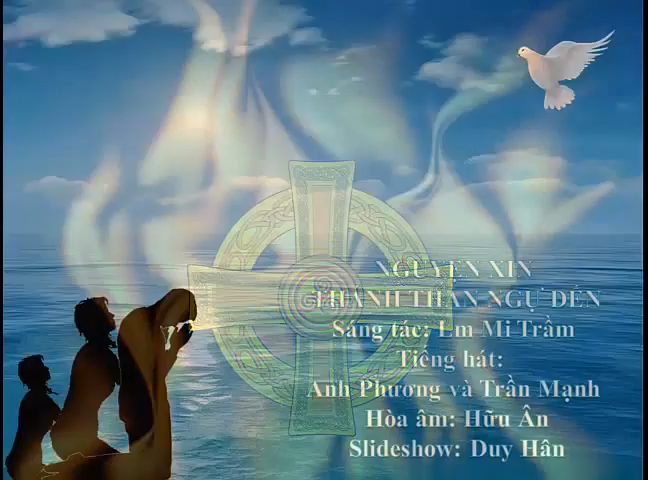 NGUYỆN XIN
THÁNH THẦN NGỰ ĐẾN
Sáng tác: Lm Mi Trầm
Tiếng hát:
Anh Phương và Trần Mạnh
Hòa âm: Hữu Ân
Slideshow: Duy Hân